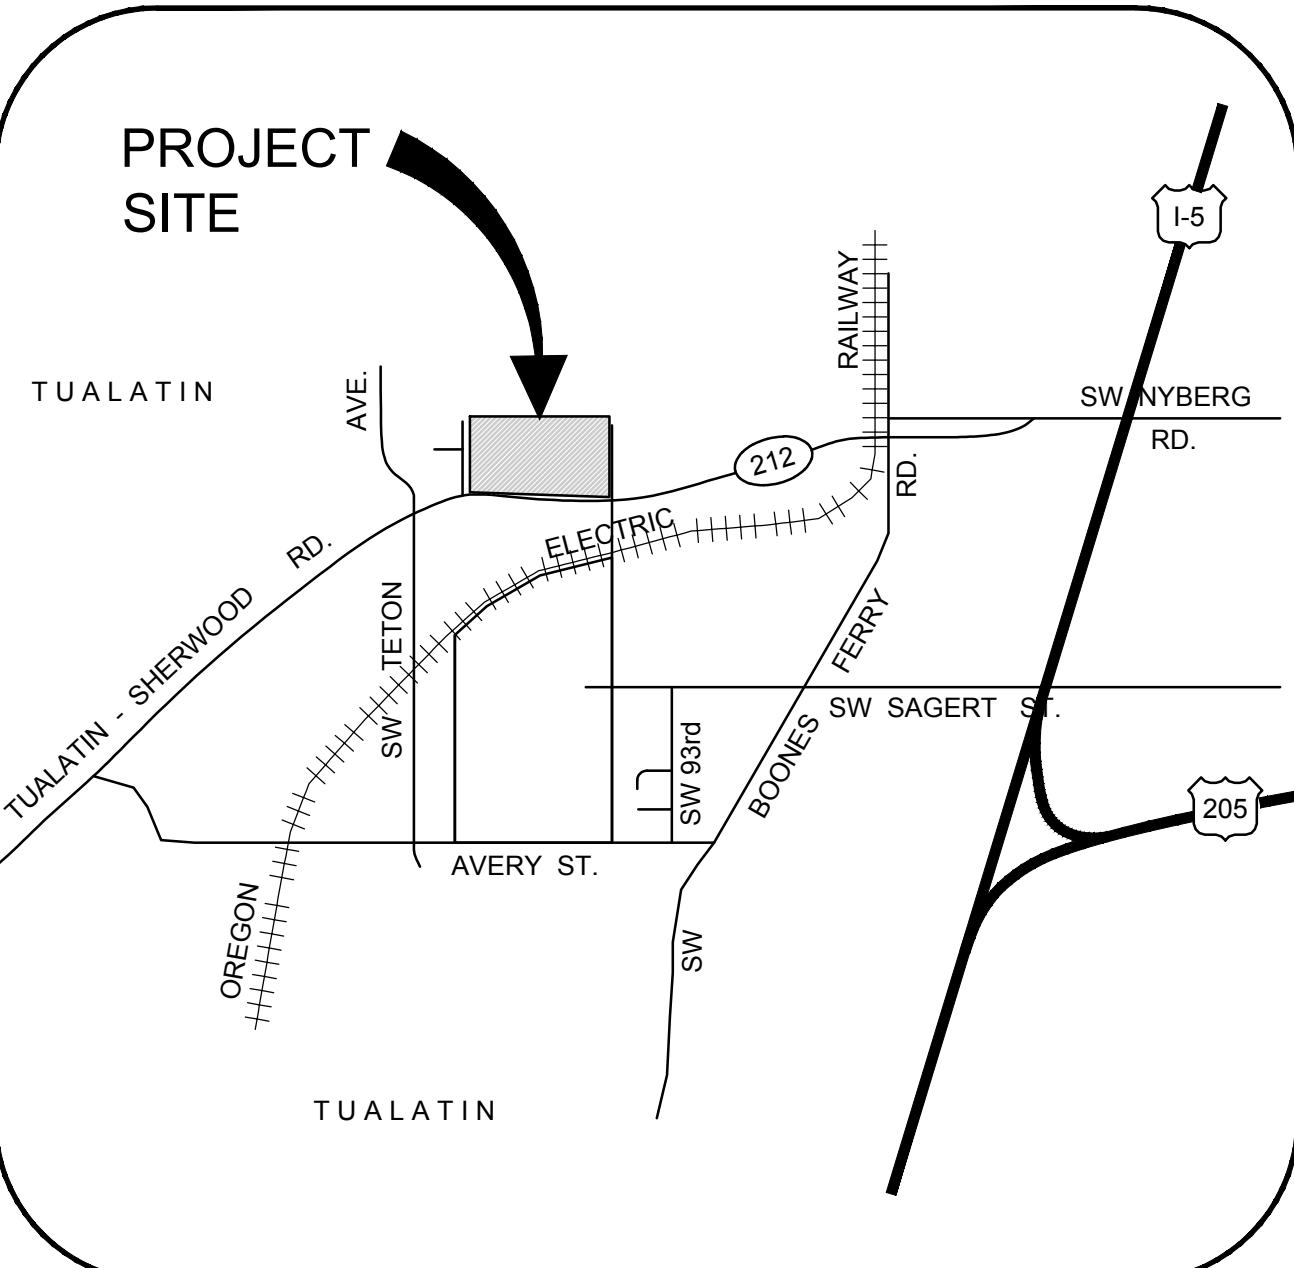 PROJECT
SITE
I-5
RAILWAY
TUALATIN
AVE.
SW NYBERG
RD.
212
RD.
ELECTRIC
RD.
TUALATIN - SHERWOOD
SW TETON
FERRY
BOONES
SW SAGERT ST.
SW 93rd
205
AVERY ST.
OREGON
SW
TUALATIN